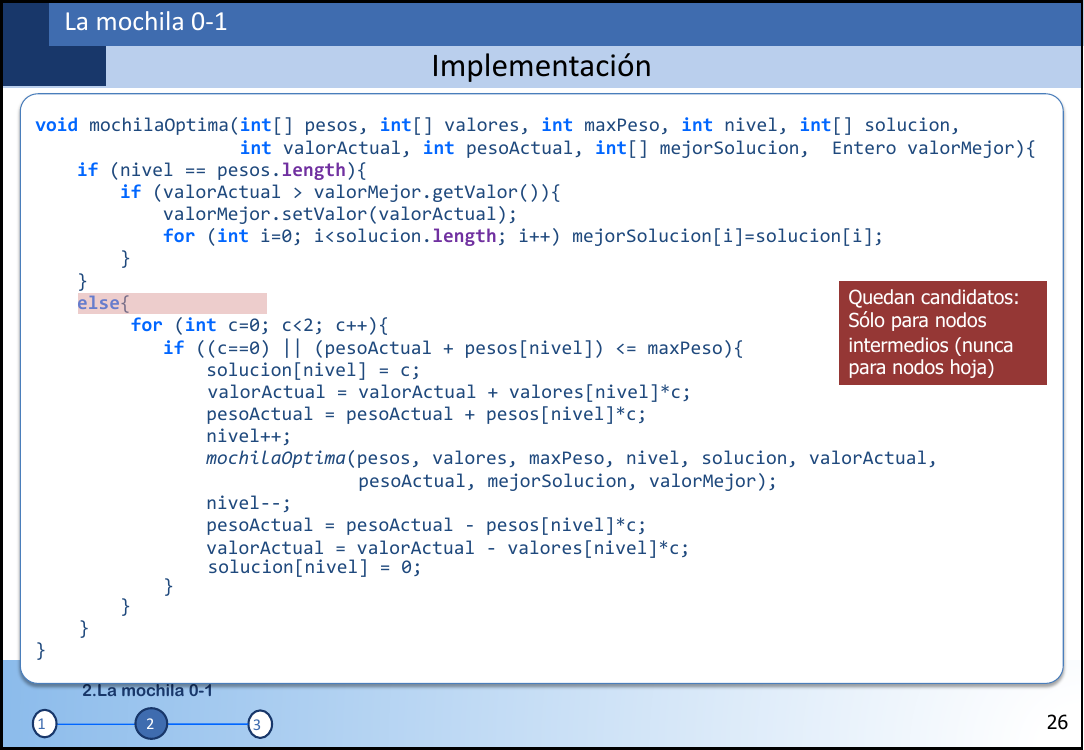 La mochila 0-1
Implementación
void mochilaOptima(int[] pesos, int[] valores, int maxPeso, int nivel, int[] solucion,
int valorActual, int pesoActual, int[] mejorSolucion,  Entero valorMejor){
if (nivel == pesos.length){
if (valorActual > valorMejor.getValor()){
valorMejor.setValor(valorActual);
for (int i=0; i<solucion.length; i++) mejorSolucion[i]=solucion[i];
}
}
else{
for (int c=0; c<2; c++){
if ((c==0) || (pesoActual + pesos[nivel]) <= maxPeso){
solucion[nivel] = c;
valorActual = valorActual + valores[nivel]*c;
pesoActual = pesoActual + pesos[nivel]*c;
nivel++;
mochilaOptima(pesos, valores, maxPeso, nivel, solucion, valorActual,
pesoActual, mejorSolucion, valorMejor);
nivel--;
pesoActual = pesoActual - pesos[nivel]*c;
valorActual = valorActual - valores[nivel]*c;
solucion[nivel] = 0;
}
}
}
}
Quedan candidatos:
Sólo para nodos
intermedios (nunca
para nodos hoja)
2.La mochila 0-1
1 2 3
26